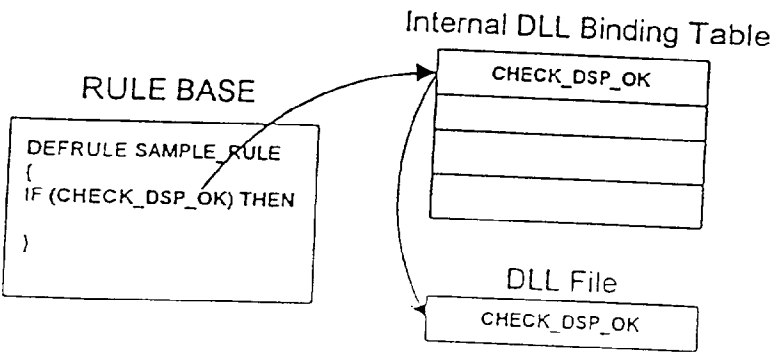 Internal DLL Binding Table
CHECK_DSP_OK
RULE BASE
DEFRULE SAMPLE_RULE
{
IF (CHECK_DSP_OK) THEN
}
DLL File
CHECK_DSP_OK